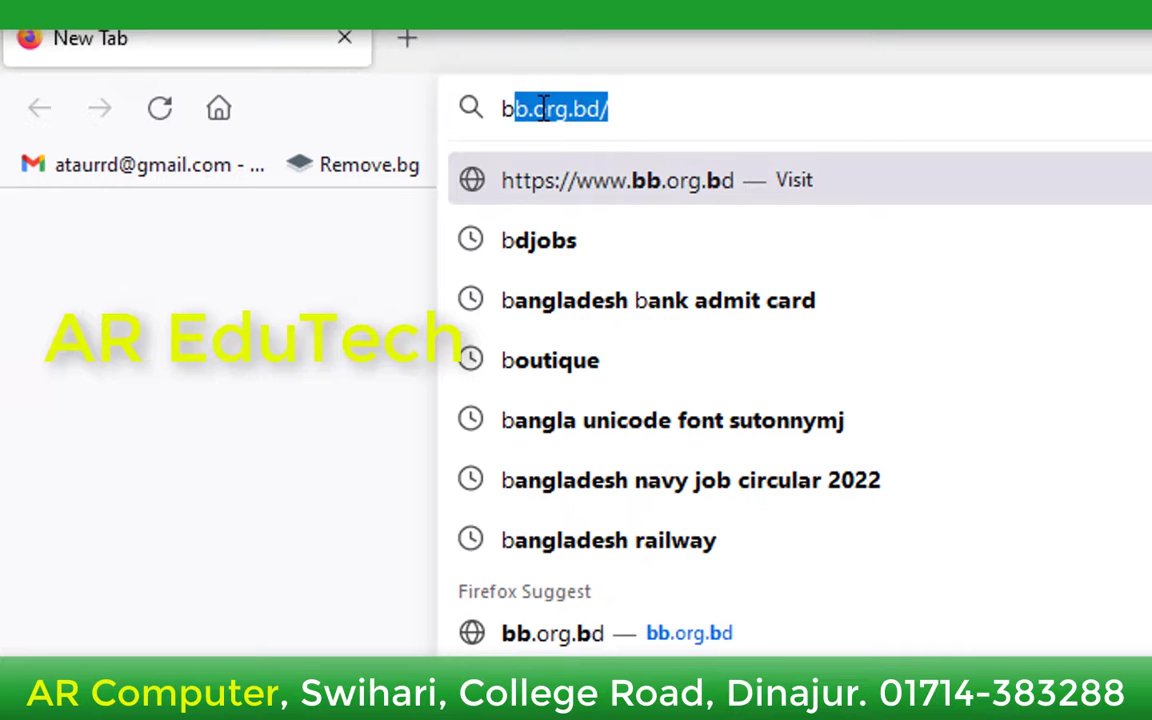 New Tab
bb.org.bd/
ataurrd@gmail.com - ... Remove.bg
https://www.bb.org.bd — Visit
bdjobs
bangladesh bank admit card
AR EduTech
boutique
bangla unicode font sutonnymj
bangladesh navy job circular 2022
bangladesh railway
Firefox Suggest
bb.org.bd — bb.org.bd
AR Computer, Swihari, College Road, Dinajur. 01714-383288